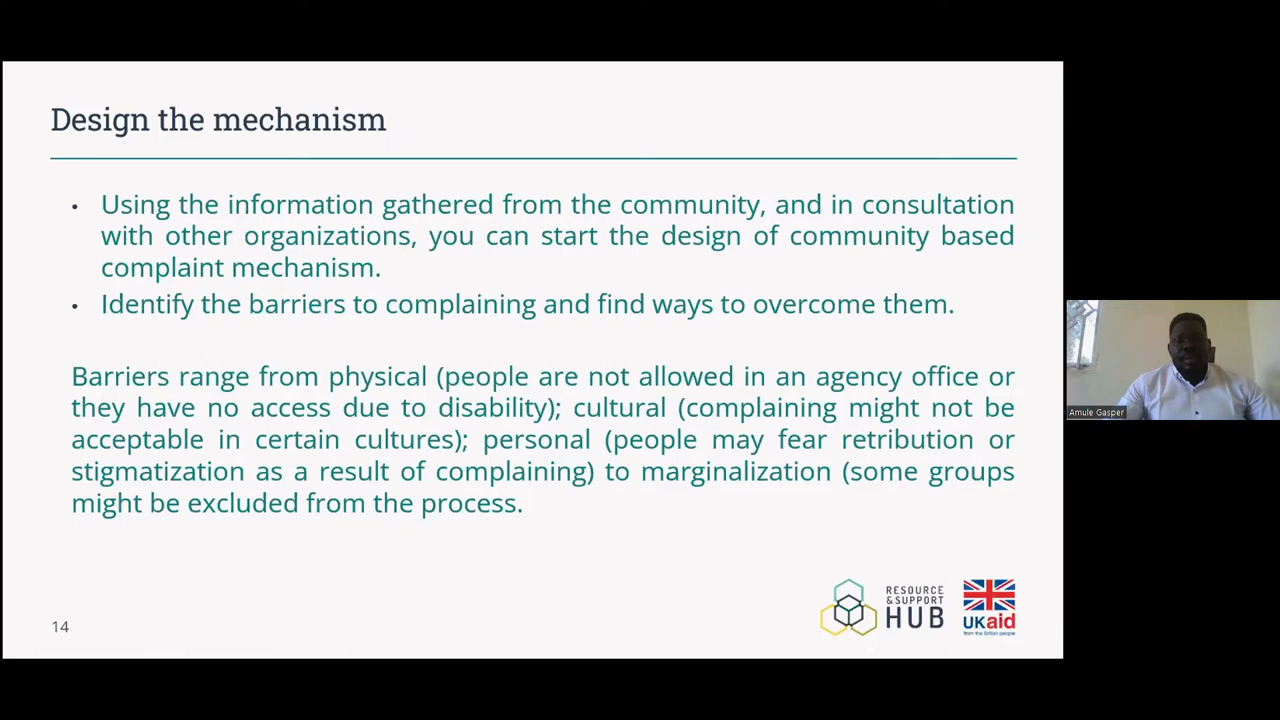 Design the mechanism
• Using the information gathered from the community, and in consultation
with other organizations, you can start the design of community based
complaint mechanism.
• Identify the barriers to complaining and find ways to overcome them.
Barriers range from physical (people are not allowed in an agency office or
they have no access due to disability); cultural (complaining might not be
acceptable in certain cultures); personal (people may fear retribution or
stigmatization as a result of complaining) to marginalization (some groups
might be excluded from the process.
14
RESOURCE
& SUPPORT
HUB
UKaid
from the British people
Amule Gasper